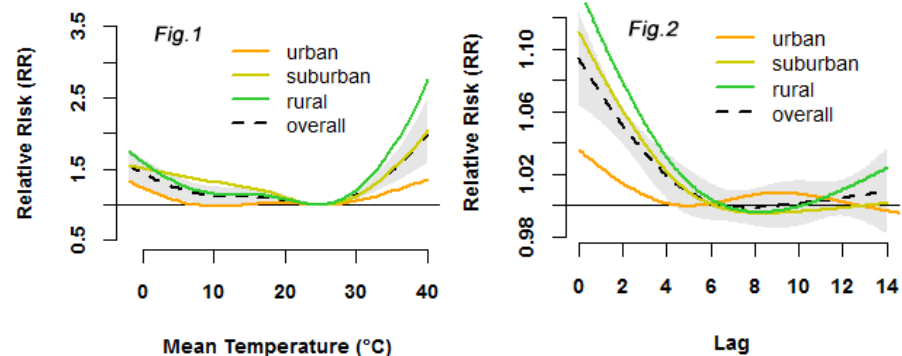 Fig.1
Relative Risk (RR)
3.5
2.5
1.5
0.5
urban
suburban
rural
overall
0 10 20 30 40
Mean Temperature (°C)
Fig.2
Relative Risk (RR)
1.10
1.06
1.02
0.98
urban
suburban
rural
overall
0 2 4 6 8 10 12 14
Lag